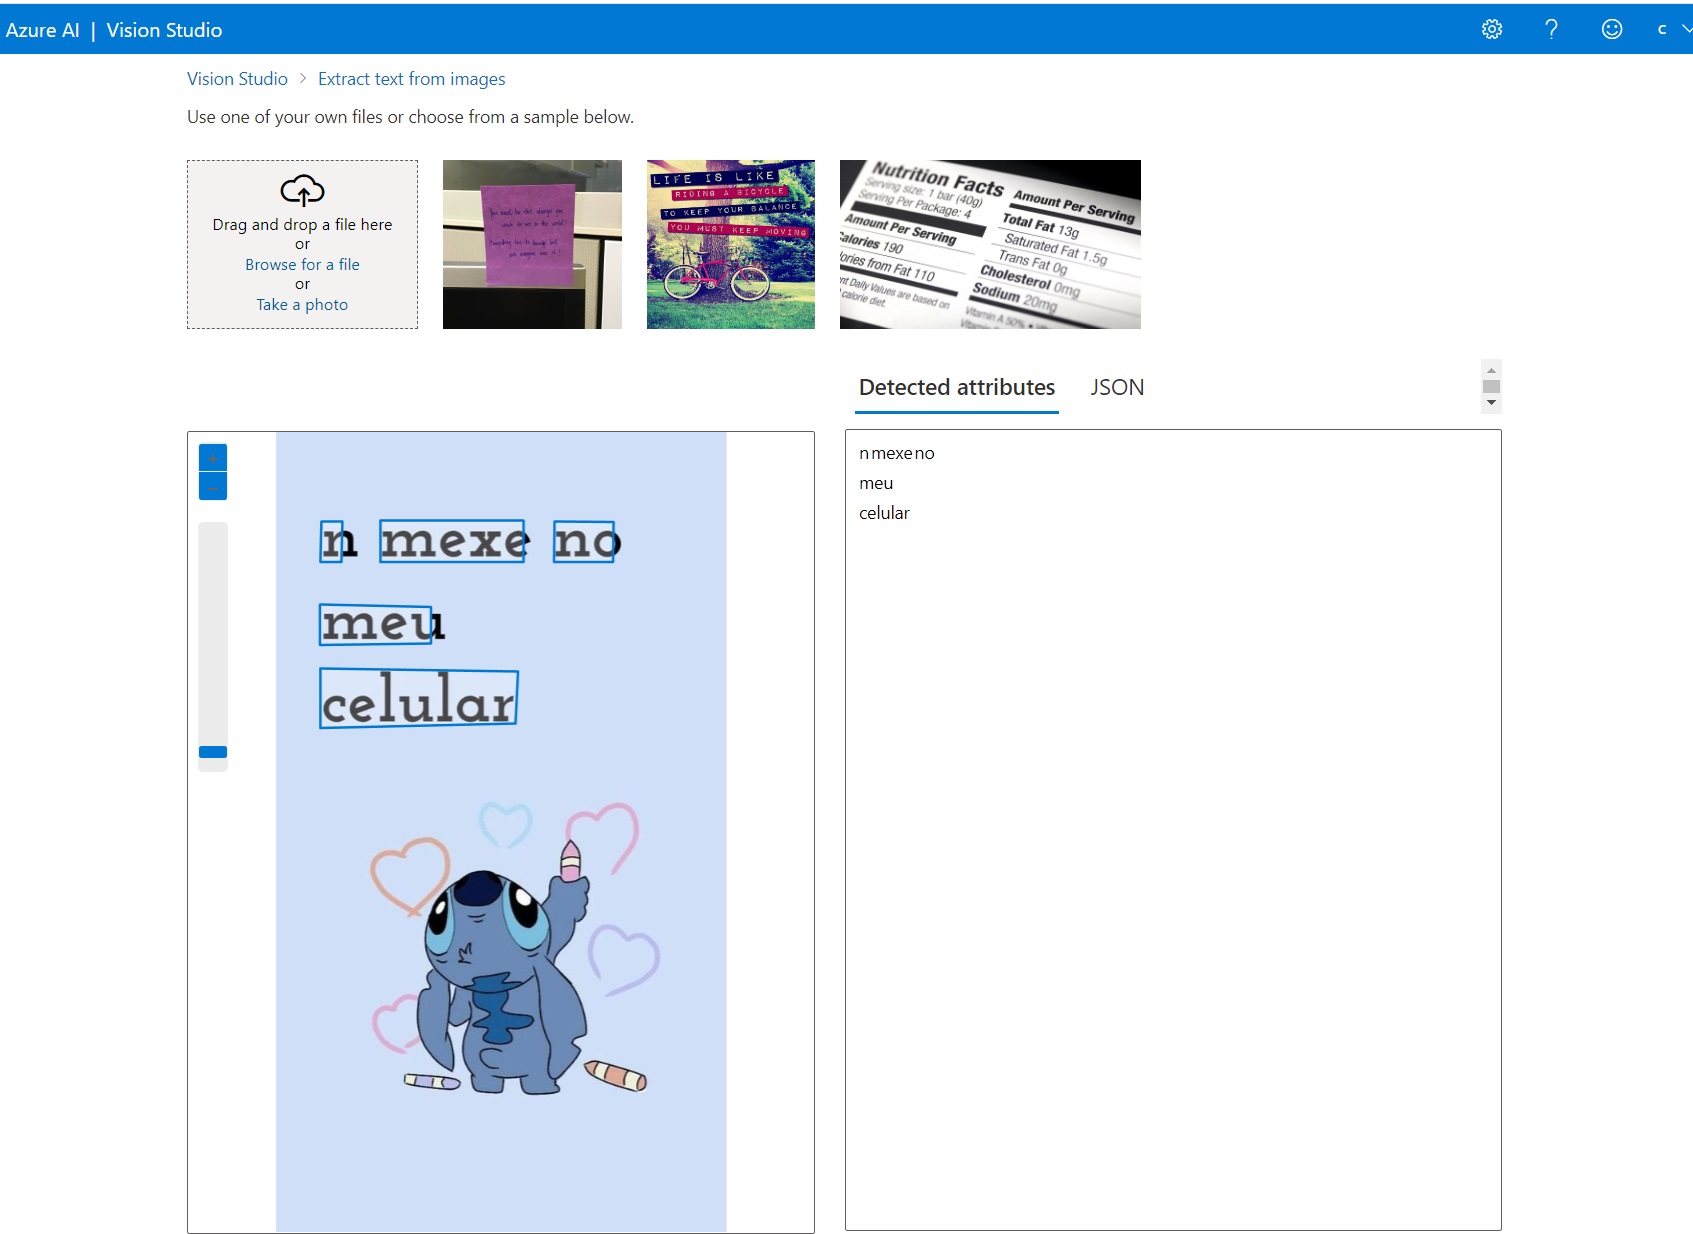 Azure AI | Vision Studio
C
Vision Studio > Extract text from images
Use one of your own files or choose from a sample below.
Drag and drop a file here
or
Browse for a file
or
Take a photo
LIFE IS LIKE
RIDING A BICYCLE
TO KEEP YOUR BALANCE
YOU MUST KEEP MOVING
Nutrition Facts
Serving size: 1 bar (40g)
Serving Per Package: 4
Amount Per Serving
Calories 190
ories from Fat 110
nt Daily Values are based on
calorie diet.
Amount Per Serving
Total Fat 13g
Saturated Fat 1.5g
Trans Fat 0g
Cholesterol 0mg
Sodium 20mg
Vitamin A 50%
Detected attributes JSON
n mexe no
meu
celular
n mexe no
meu
celular